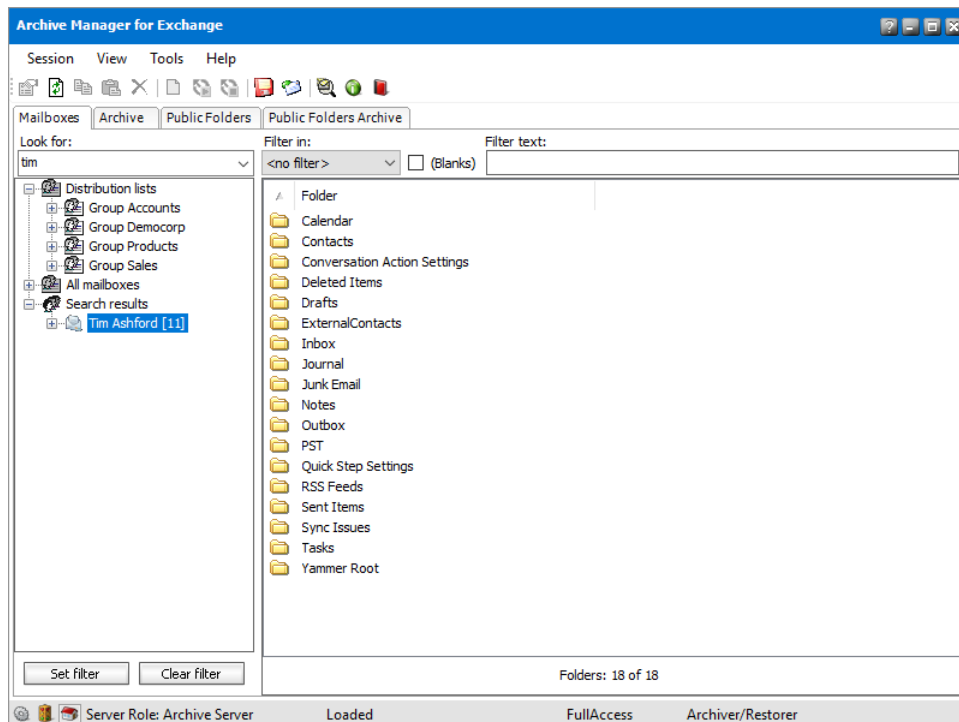 Archive Manager for Exchange
Session View Tools Help
Mailboxes Archive Public Folders Public Folders Archive
Look for: Filter in: Filter text:
tim <no filter> (Blanks)
Distribution lists
Group Accounts
Group Democorp
Group Products
Group Sales
All mailboxes
Search results
Tim Ashford [11]
Folder
Calendar
Contacts
Conversation Action Settings
Deleted Items
Drafts
ExternalContacts
Inbox
Journal
Junk Email
Notes
Outbox
PST
Quick Step Settings
RSS Feeds
Sent Items
Sync Issues
Tasks
Yammer Root
Set filter Clear filter
Folders: 18 of 18
Server Role: Archive Server Loaded FullAccess Archiver/Restorer